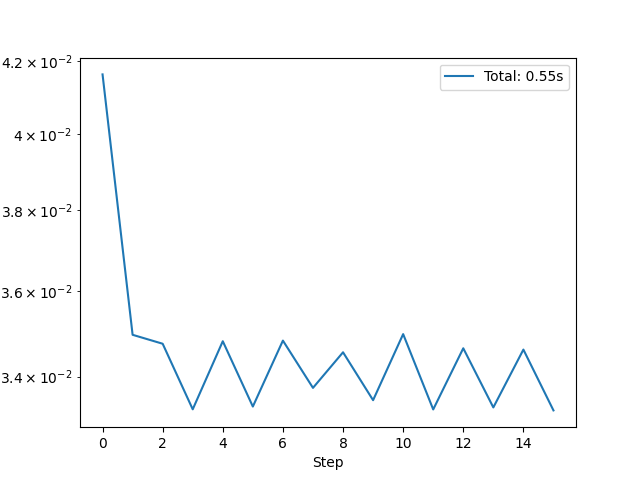 4.2 × 10⁻²
4 × 10⁻²
3.8 × 10⁻²
3.6 × 10⁻²
3.4 × 10⁻²
Total: 0.55s
0 2 4 6 8 10 12 14
Step